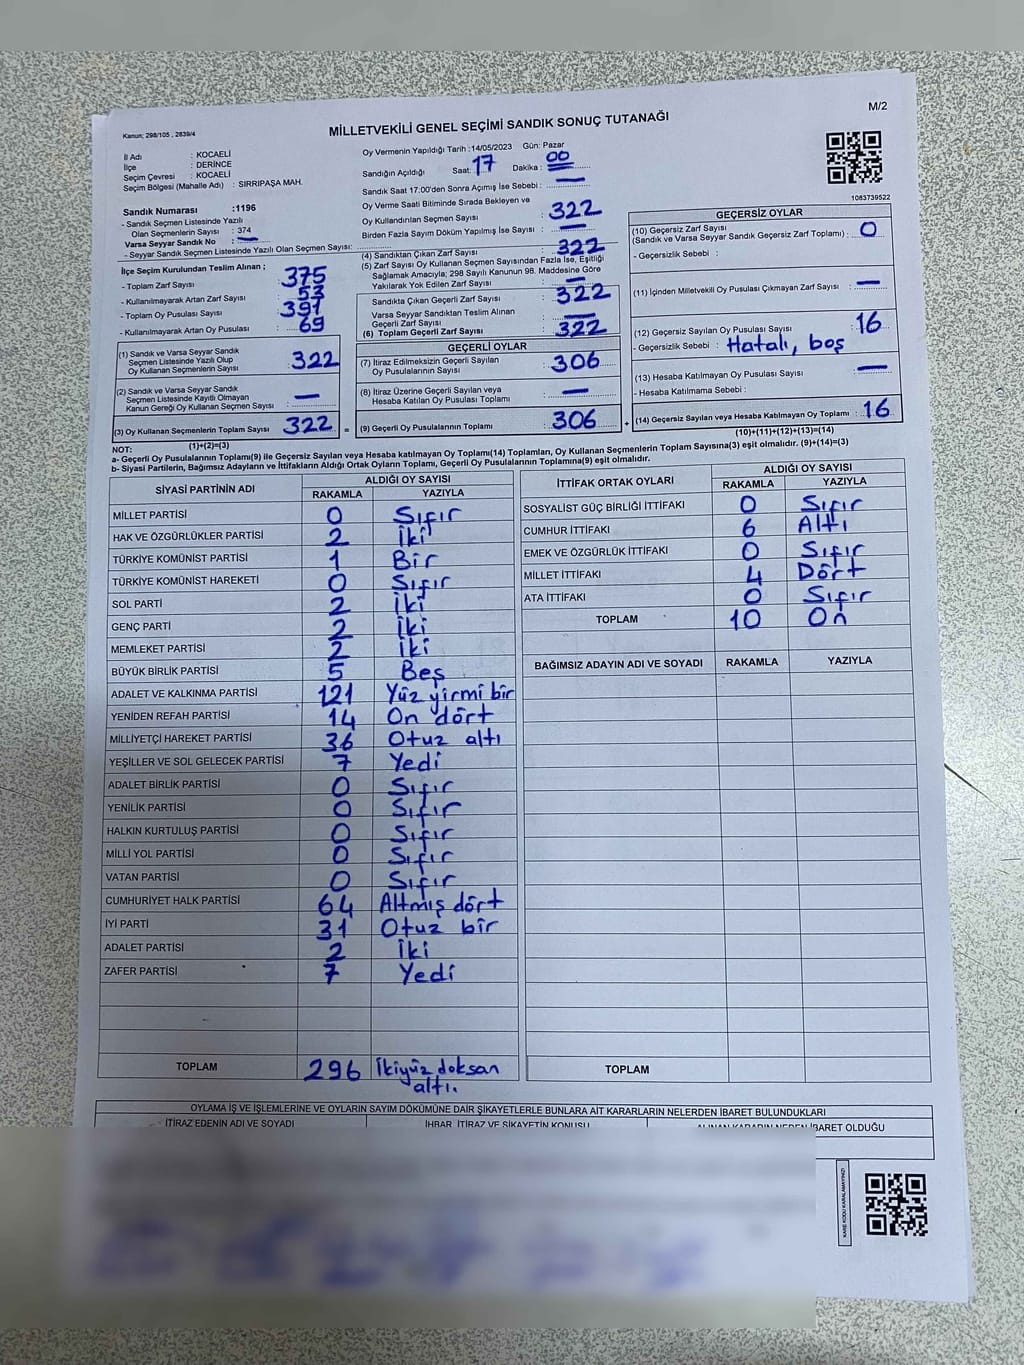 M/2
Kanun; 298/105 , 2839/4
MİLLETVEKİLİ GENEL SEÇİMİ SANDIK SONUÇ TUTANAĞI
İl Adı : KOCAELİ
İlçe : DERİNCE
Seçim Çevresi : KOCAELİ
Seçim Bölgesi (Mahalle Adı) : SIRRIPAŞA MAH.
Sandık Numarası :1196
- Sandık Seçmen Listesinde Yazılı
Olan Seçmenlerin Sayısı : 374
Varsa Seyyar Sandık No : —
- Seyyar Sandık Seçmen Listesinde Yazılı Olan Seçmen Sayısı:
İlçe Seçim Kurulundan Teslim Alınan ;
- Toplam Zarf Sayısı : 375
- Kullanılmayarak Artan Zarf Sayısı : 53
- Toplam Oy Pusulası Sayısı : 391
- Kullanılmayarak Artan Oy Pusulası : 69
(1) Sandık ve Varsa Seyyar Sandık
Seçmen Listesinde Yazılı Olup
Oy Kullanan Seçmenlerin Sayısı : 322
(2) Sandık ve Varsa Seyyar Sandık
Seçmen Listesinde Kayıtlı Olmayan
Kanun Gereği Oy Kullanan Seçmen Sayısı : —
(3) Oy Kullanan Seçmenlerin Toplam Sayısı : 322 =
(1)+(2)=(3)
Oy Vermenin Yapıldığı Tarih :14/05/2023 Gün: Pazar
Sandığın Açıldığı Saat: 17 Dakika : 00
Sandık Saat 17:00'den Sonra Açımış İse Sebebi : —
Oy Verme Saati Bitiminde Sırada Bekleyen ve
Oy Kullandırılan Seçmen Sayısı : 322
Birden Fazla Sayım Döküm Yapılmış İse Sayısı : —
(4) Sandıktan Çıkan Zarf Sayısı : 322
(5) Zarf Sayısı Oy Kullanan Seçmen Sayısından Fazla İse, Eşitliği
Sağlamak Amacıyla; 298 Sayılı Kanunun 98. Maddesine Göre
Yakılarak Yok Edilen Zarf Sayısı : —
Sandıkta Çıkan Geçerli Zarf Sayısı : 322
Varsa Seyyar Sandıktan Teslim Alınan
Geçerli Zarf Sayısı : —
(6) Toplam Geçerli Zarf Sayısı : 322
GEÇERLİ OYLAR
(7) İtiraz Edilmeksizin Geçerli Sayılan
Oy Pusulalarının Sayısı : 306
(8) İtiraz Üzerine Geçerli Sayılan veya
Hesaba Katılan Oy Pusulası Toplamı : —
(9) Geçerli Oy Pusulalarının Toplamı : 306 +
1083739522
GEÇERSİZ OYLAR
(10) Geçersiz Zarf Sayısı
(Sandık ve Varsa Seyyar Sandık Geçersiz Zarf Toplamı) : 0
- Geçersizlik Sebebi :
(11) İçinden Milletvekili Oy Pusulası Çıkmayan Zarf Sayısı : —
(12) Geçersiz Sayılan Oy Pusulası Sayısı : 16
- Geçersizlik Sebebi : Hatalı, boş
(13) Hesaba Katılmayan Oy Pusulası Sayısı : —
- Hesaba Katılmama Sebebi :
(14) Geçersiz Sayılan veya Hesaba Katılmayan Oy Toplamı : 16
(10)+(11)+(12)+(13)=(14)
NOT:
a- Geçerli Oy Pusulalarının Toplamı(9) ile Geçersiz Sayılan veya Hesaba katılmayan Oy Toplamı(14) Toplamları, Oy Kullanan Seçmenlerin Toplam Sayısına(3) eşit olmalıdır. (9)+(14)=(3)
b- Siyasi Partilerin, Bağımsız Adayların ve İttifakların Aldığı Ortak Oyların Toplamı, Geçerli Oy Pusulalarının Toplamına(9) eşit olmalıdır.
SİYASİ PARTİNİN ADI ALDIĞI OY SAYISI
RAKAMLA YAZIYLA
MİLLET PARTİSİ 0 Sıfır
HAK VE ÖZGÜRLÜKLER PARTİSİ 2 İki
TÜRKİYE KOMÜNİST PARTİSİ 1 Bir
TÜRKİYE KOMÜNİST HAREKETİ 0 Sıfır
SOL PARTİ 2 İki
GENÇ PARTİ 2 İki
MEMLEKET PARTİSİ 2 İki
BÜYÜK BİRLİK PARTİSİ 5 Beş
ADALET VE KALKINMA PARTİSİ 121 Yüz yirmi bir
YENİDEN REFAH PARTİSİ 14 On dört
MİLLİYETÇİ HAREKET PARTİSİ 36 Otuz altı
YEŞİLLER VE SOL GELECEK PARTİSİ 7 Yedi
ADALET BİRLİK PARTİSİ 0 Sıfır
YENİLİK PARTİSİ 0 Sıfır
HALKIN KURTULUŞ PARTİSİ 0 Sıfır
MİLLİ YOL PARTİSİ 0 Sıfır
VATAN PARTİSİ 0 Sıfır
CUMHURİYET HALK PARTİSİ 64 Altmış dört
İYİ PARTİ 31 Otuz bir
ADALET PARTİSİ 2 İki
ZAFER PARTİSİ 7 Yedi
TOPLAM 296 İkiyüz doksan
altı.
İTTİFAK ORTAK OYLARI ALDIĞI OY SAYISI
RAKAMLA YAZIYLA
SOSYALİST GÜÇ BİRLİĞİ İTTİFAKI 0 Sıfır
CUMHUR İTTİFAKI 6 Altı
EMEK VE ÖZGÜRLÜK İTTİFAKI 0 Sıfır
MİLLET İTTİFAKI 4 Dört
ATA İTTİFAKI 0 Sıfır
TOPLAM 10 On
BAĞIMSIZ ADAYIN ADI VE SOYADI RAKAMLA YAZIYLA
TOPLAM
OYLAMA İŞ VE İŞLEMLERİNE VE OYLARIN SAYIM DÖKÜMÜNE DAİR ŞİKAYETLERLE BUNLARA AİT KARARLARIN NELERDEN İBARET BULUNDUKLARI
İTİRAZ EDENİN ADI VE SOYADI İHBAR, İTİRAZ VE ŞİKAYETİN KONUSU ALINAN KARARIN NEDEN İBARET OLDUĞU
KARE KODU KARALAMAYINIZ!